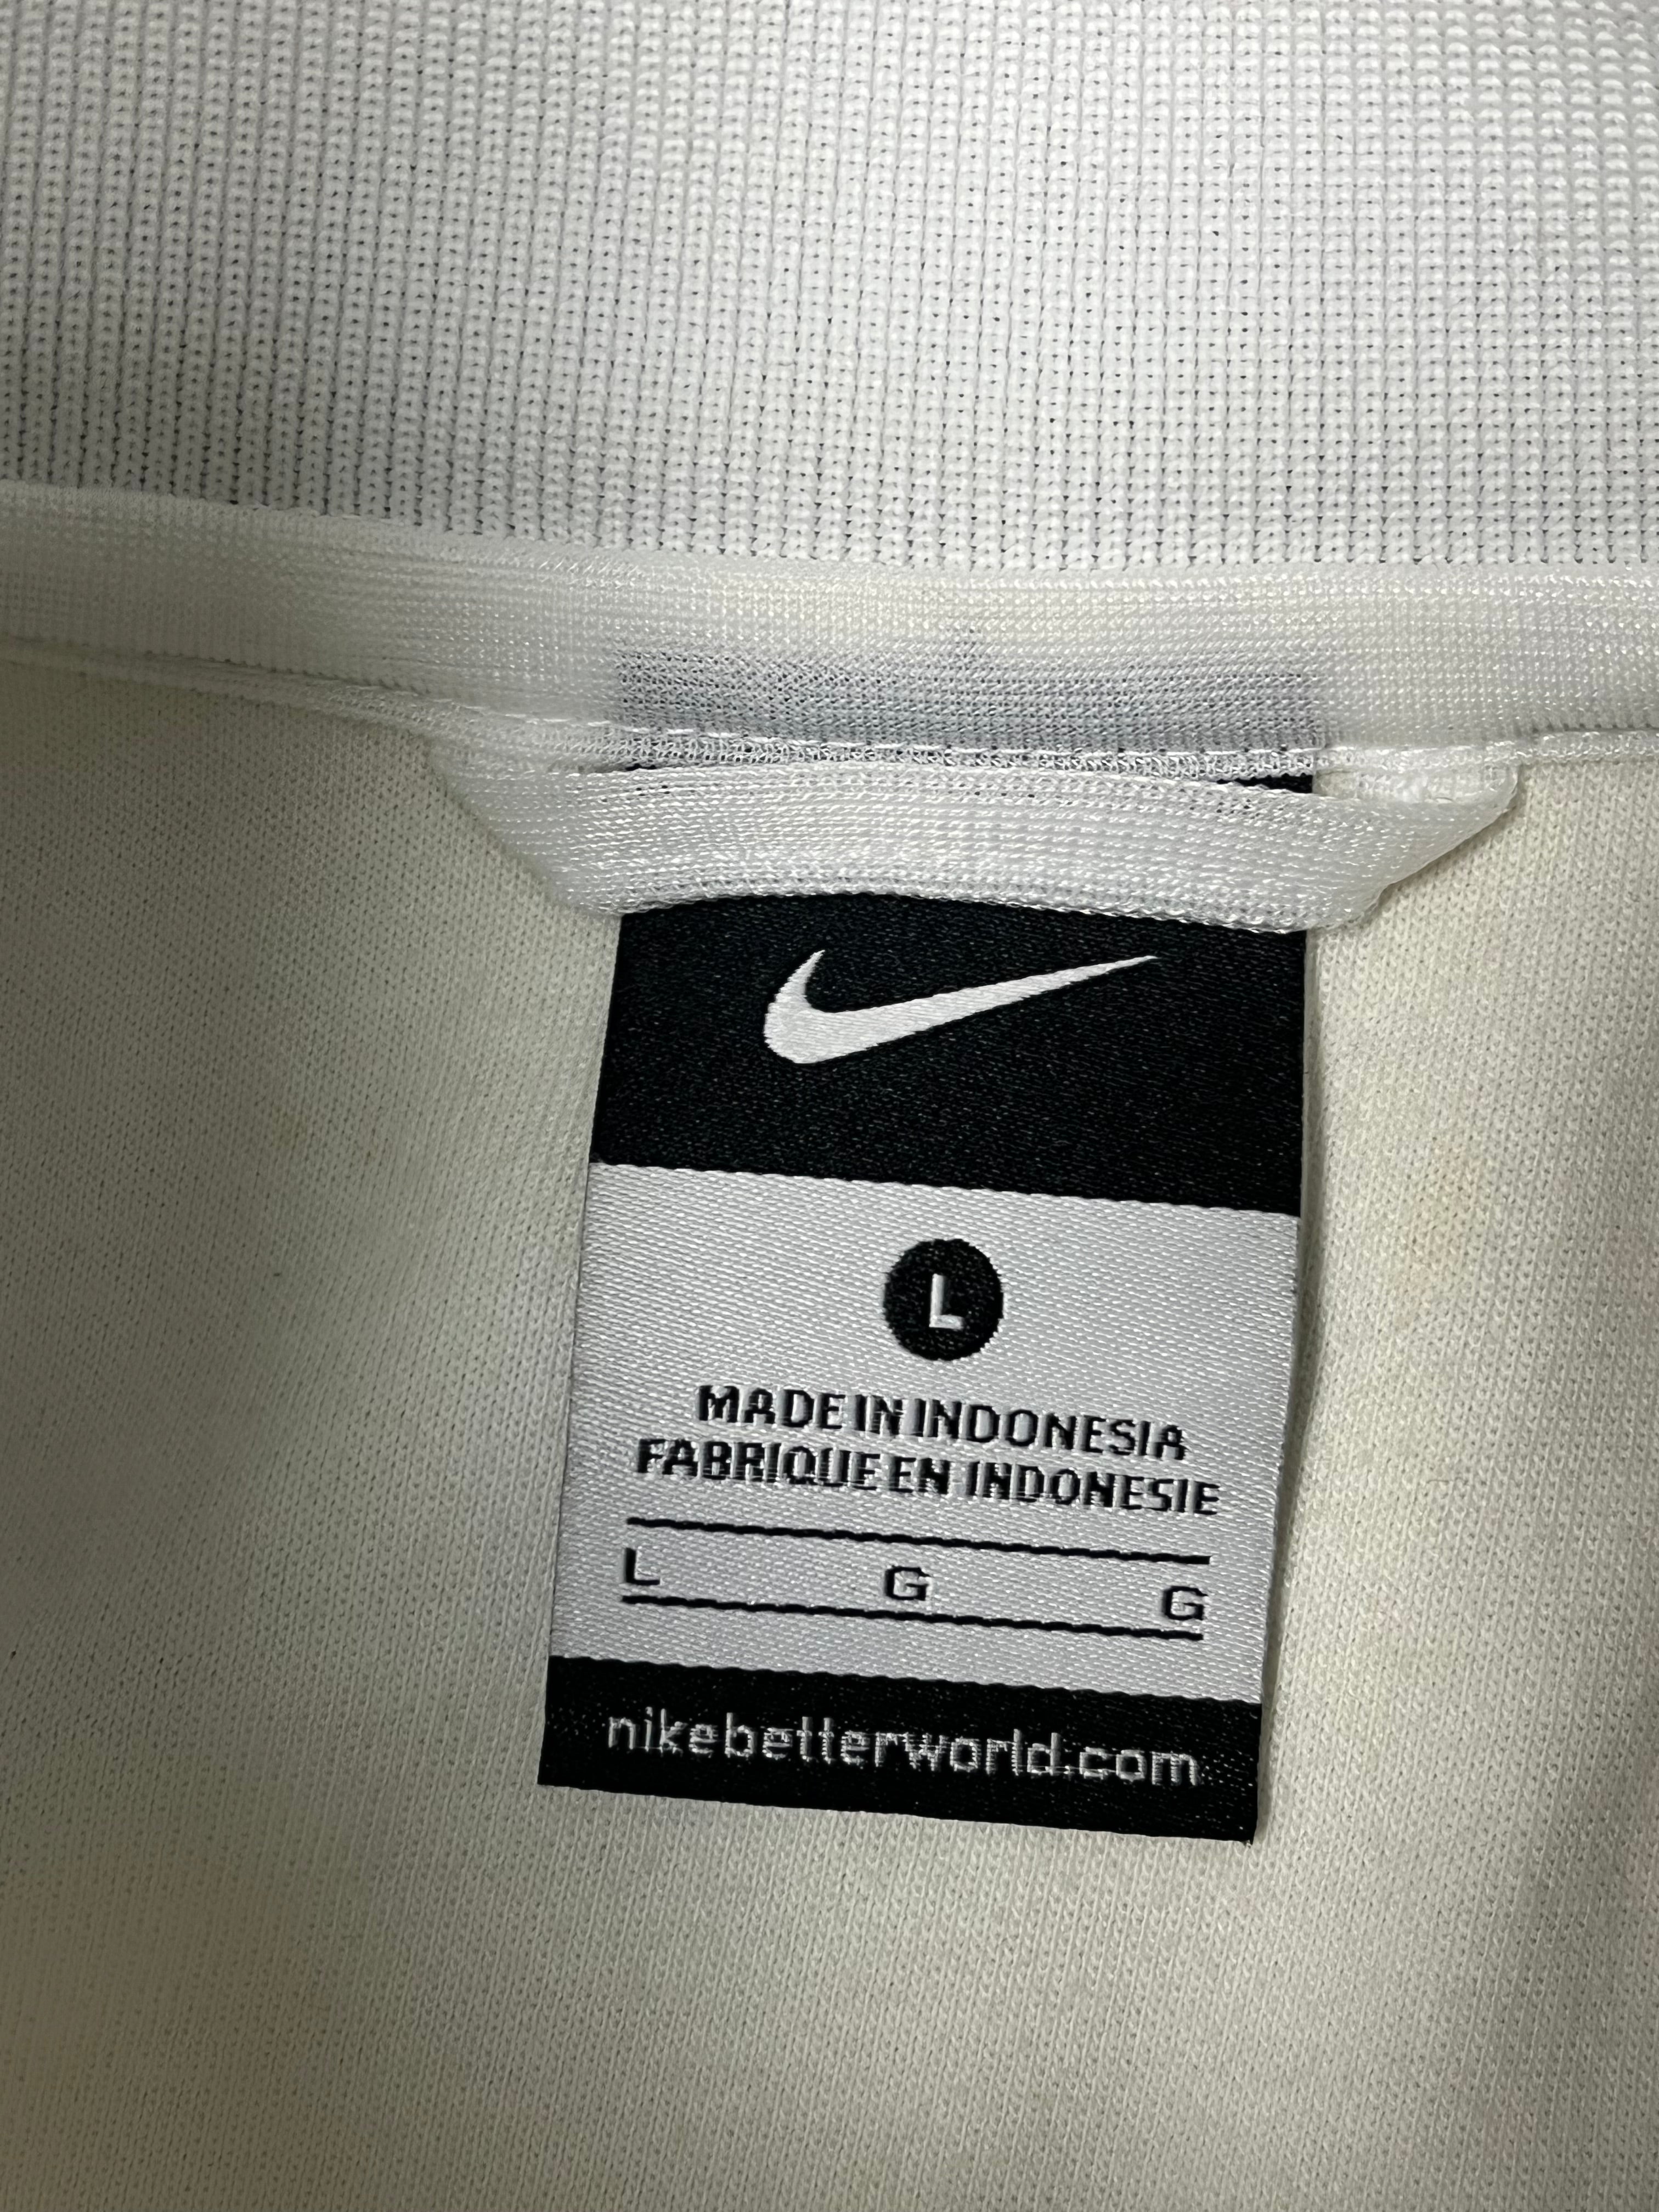 L
MADE IN INDONESIA
FABRIQUE EN INDONESIE
L G G
nikebetterworld.com